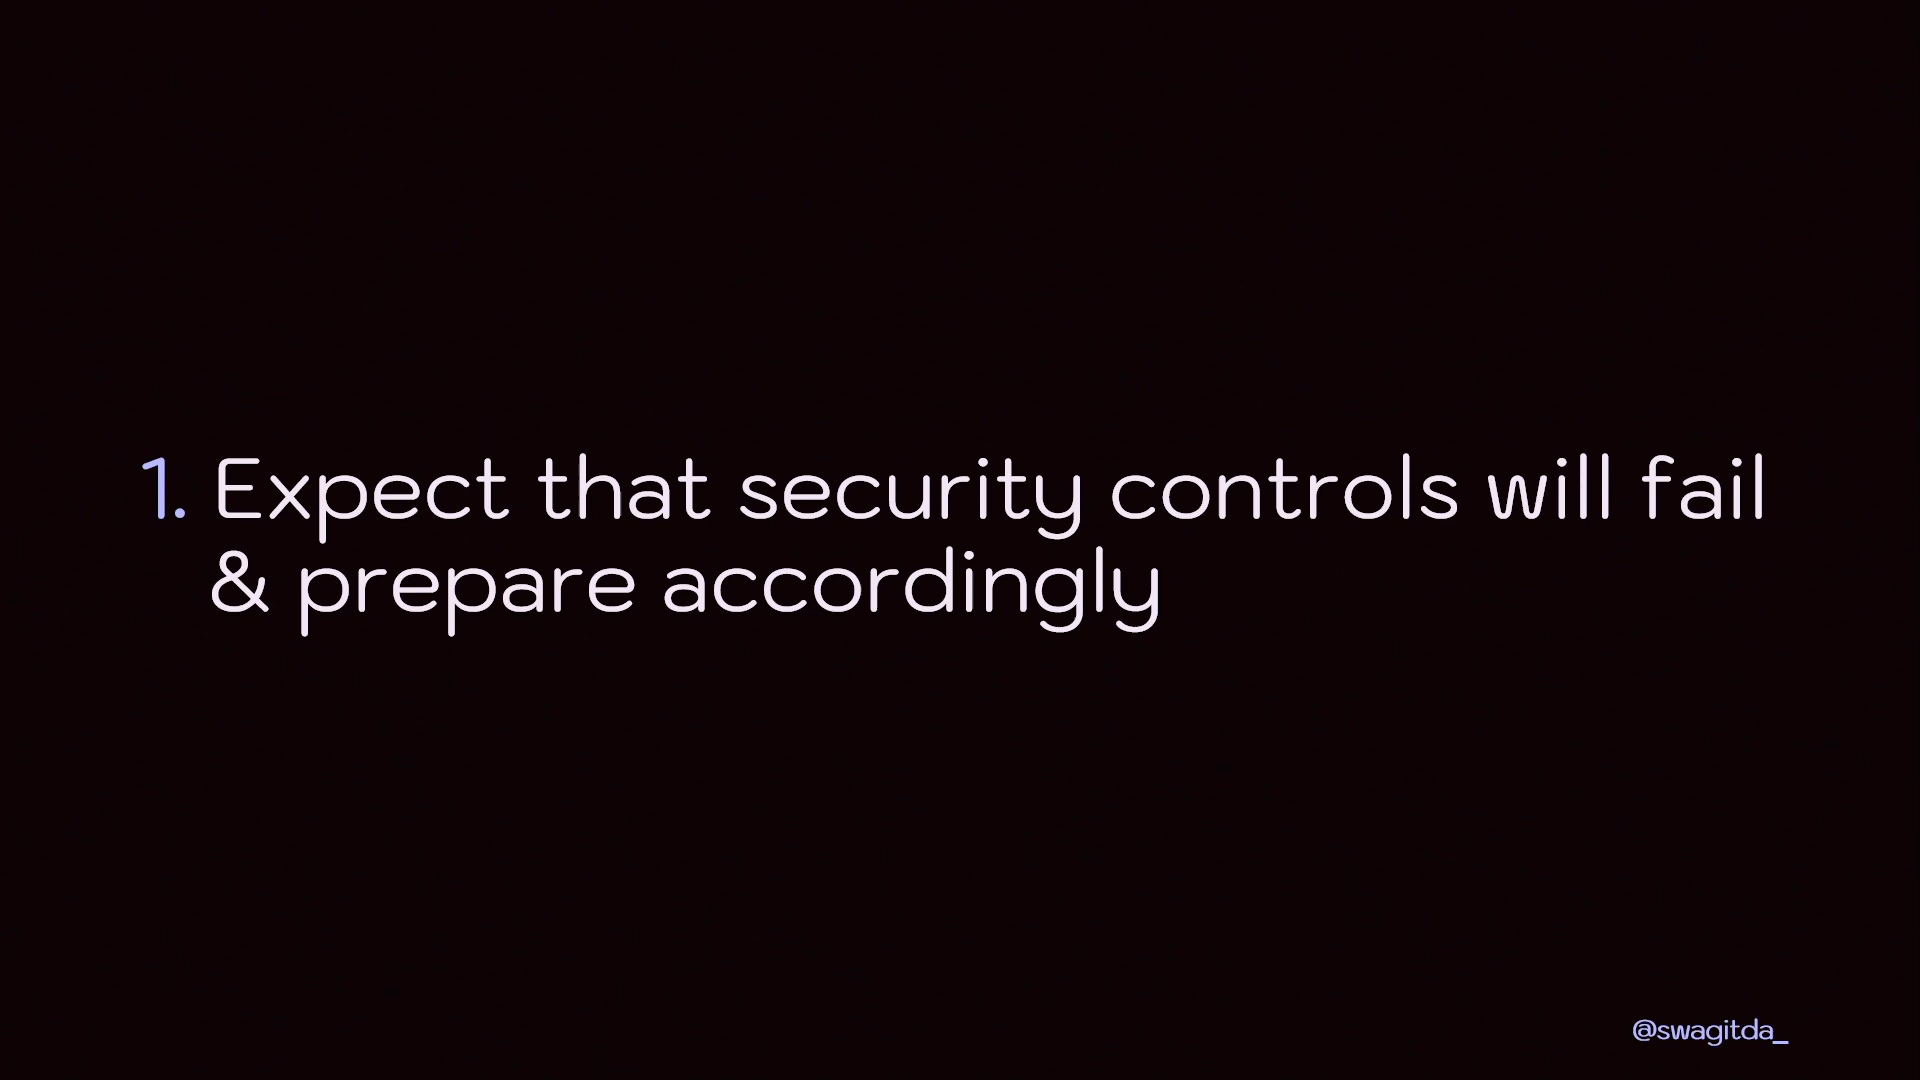 1. Expect that security controls will fail
& prepare accordingly
@swagitda_